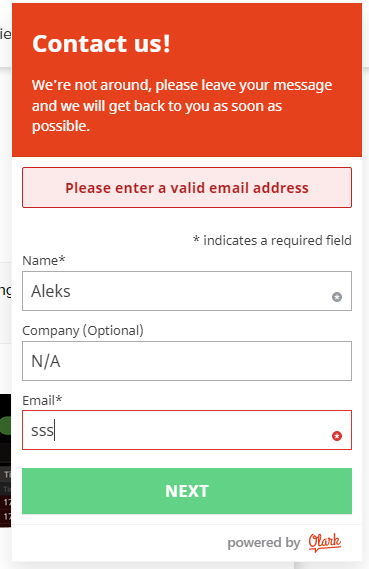 Contact us!
We're not around, please leave your message
and we will get back to you as soon as
possible.
Please enter a valid email address
* indicates a required field
Name*
Aleks
Company (Optional)
N/A
Email*
sss
NEXT
powered by Olark